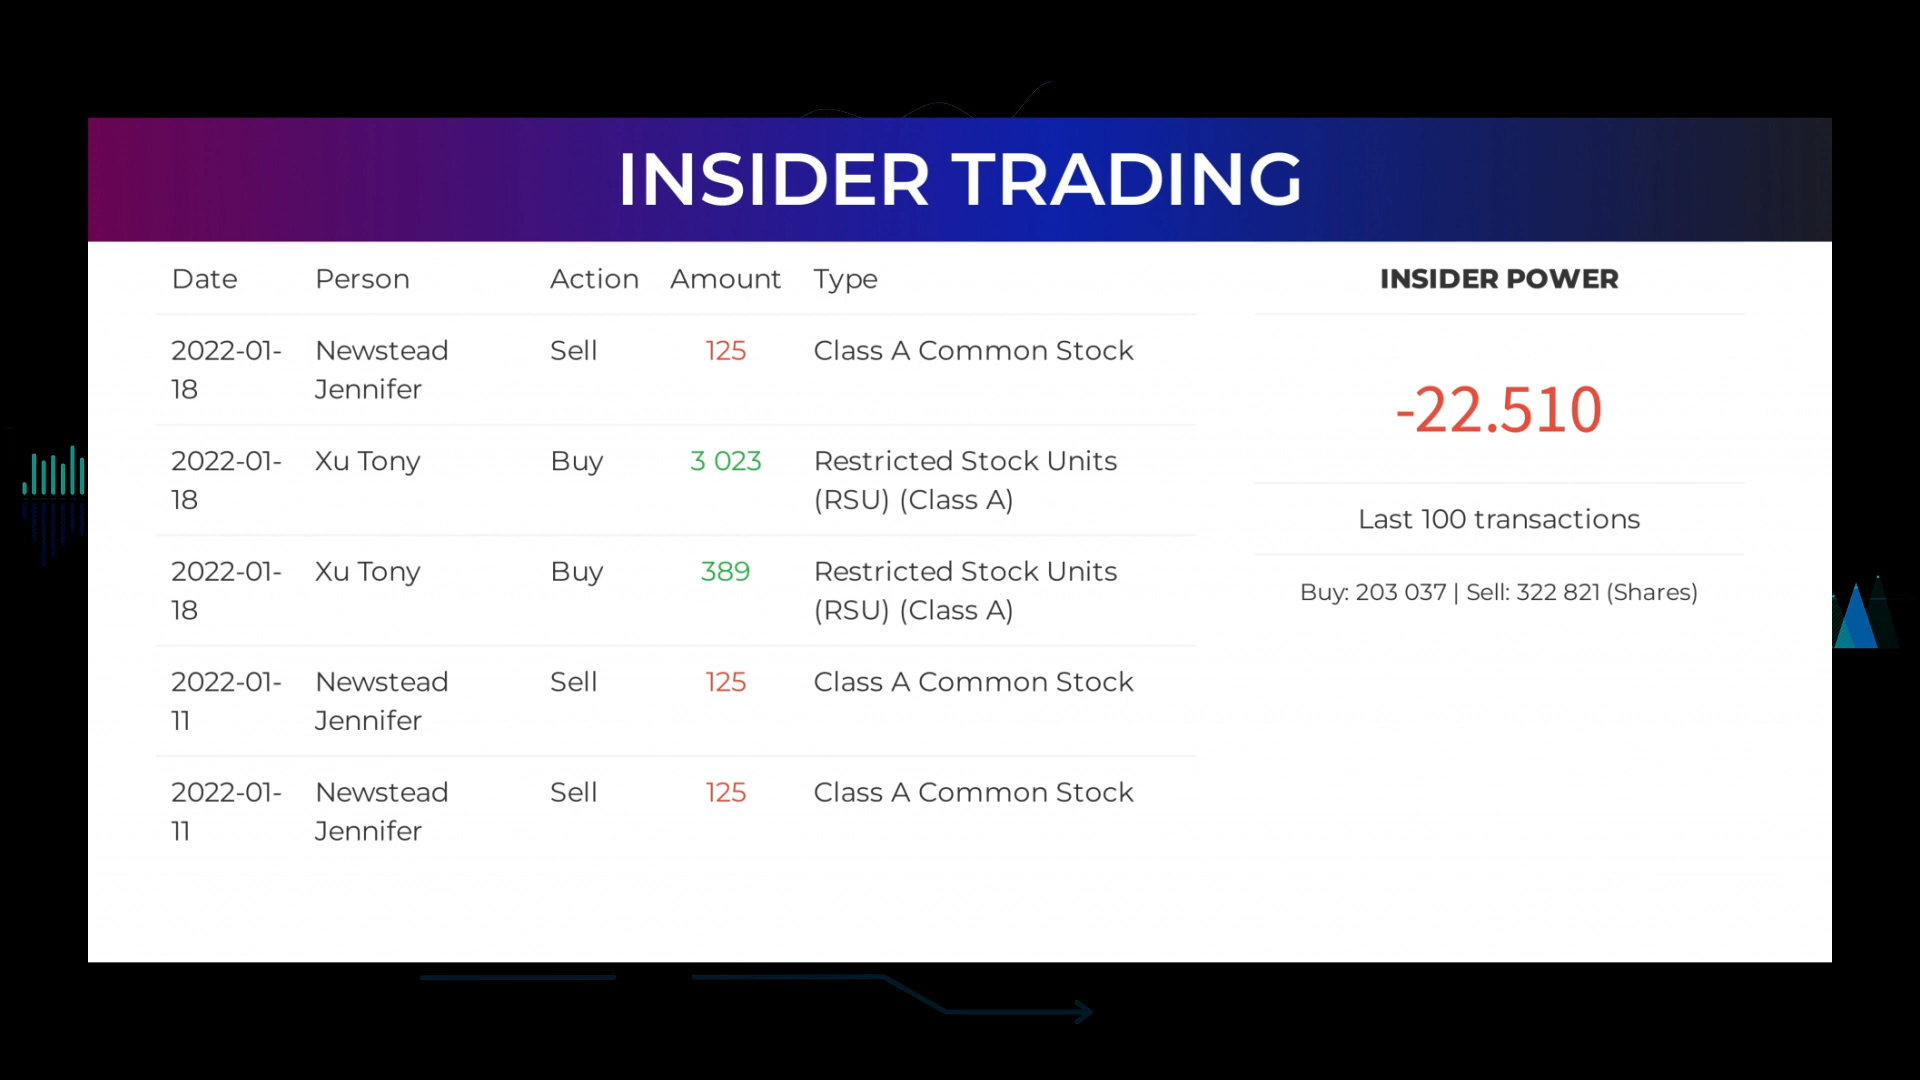 INSIDER TRADING
Date Person Action Amount Type
2022-01- Newstead Sell 125 Class A Common Stock
18 Jennifer
2022-01- Xu Tony Buy 3 023 Restricted Stock Units
18 (RSU) (Class A)
2022-01- Xu Tony Buy 389 Restricted Stock Units
18 (RSU) (Class A)
2022-01- Newstead Sell 125 Class A Common Stock
11 Jennifer
2022-01- Newstead Sell 125 Class A Common Stock
11 Jennifer
INSIDER POWER
-22.510
Last 100 transactions
Buy: 203 037 | Sell: 322 821 (Shares)